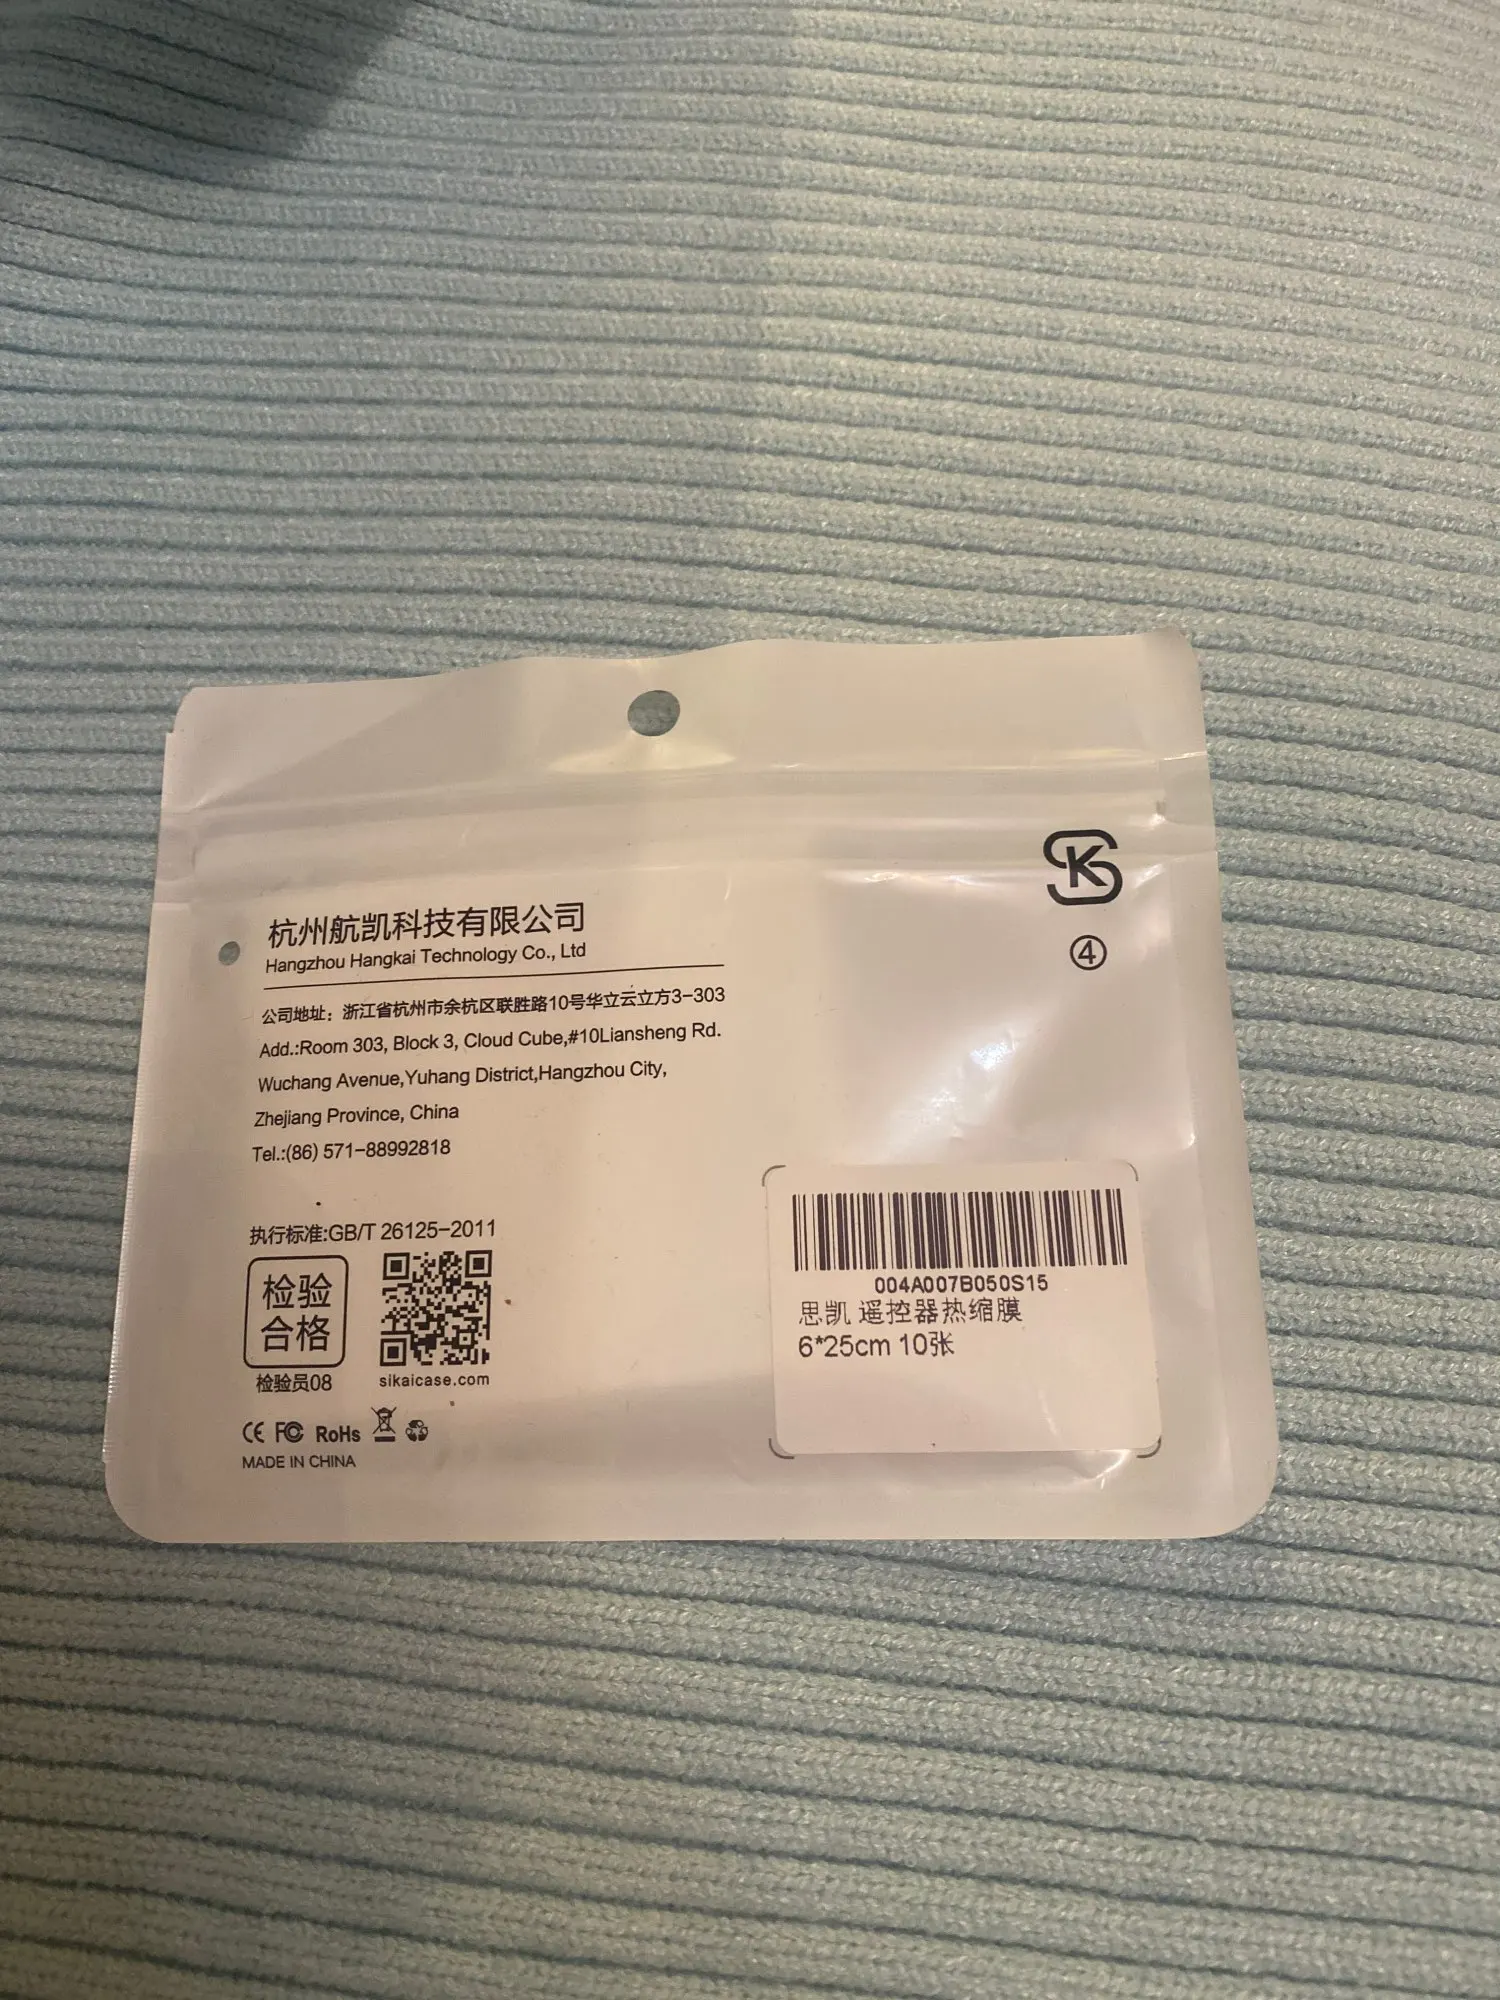 杭州航凯科技有限公司
Hangzhou Hangkai Technology Co., Ltd
公司地址：浙江省杭州市余杭区联胜路10号华立云立方3-303
Add.:Room 303, Block 3, Cloud Cube,#10Liansheng Rd.
Wuchang Avenue,Yuhang District,Hangzhou City,
Zhejiang Province, China
Tel.:(86) 571-88992818
执行标准:GB/T 26125-2011
检验
合格
检验员08
sikaicase.com
CE FC RoHs
MADE IN CHINA
SK
④
004A007B050S15
思凯 遥控器热缩膜
6*25cm 10张